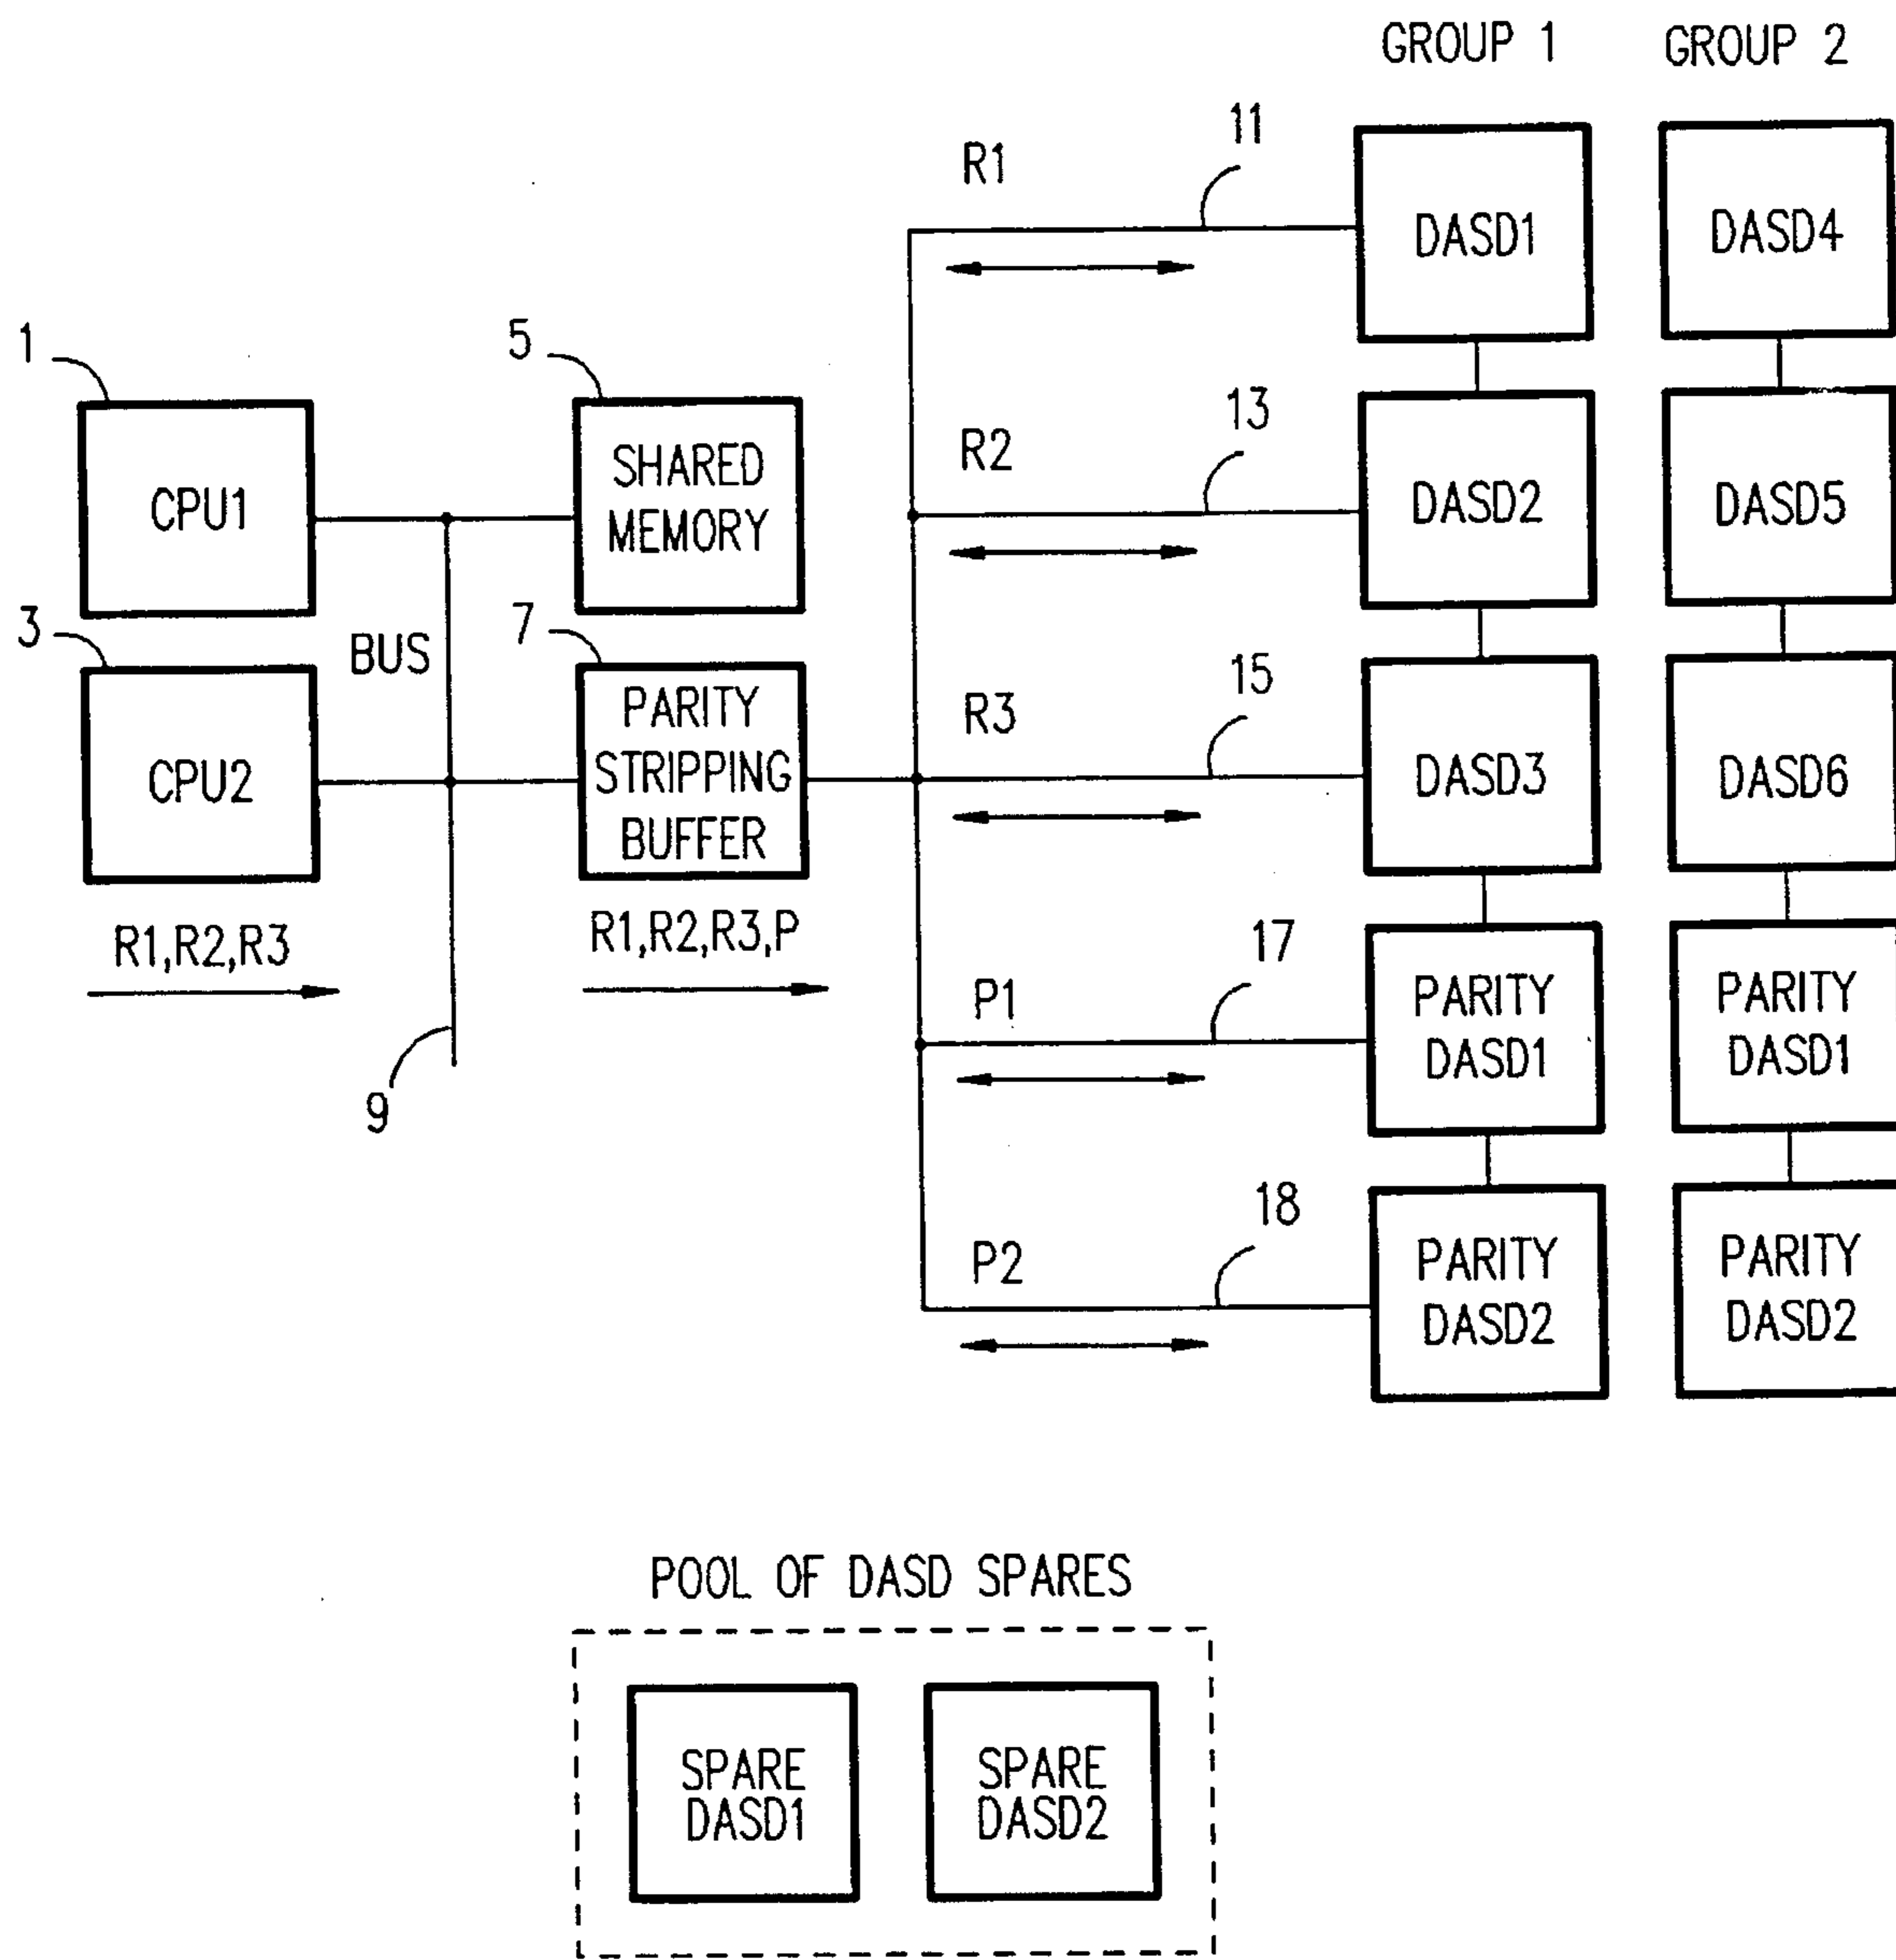 GROUP 1
GROUP 2
11
R1
DASD1
DASD4
1
5
13
R2
CPU1
SHARED
MEMORY
DASD2
DASD5
3
BUS
7
15
R3
CPU2
PARITY
STRIPPING
BUFFER
DASD3
DASD6
R1,R2,R3
R1,R2,R3,P
17
P1
PARITY
DASD1
PARITY
DASD1
9
18
P2
PARITY
DASD2
PARITY
DASD2
POOL OF DASD SPARES
SPARE
DASD1
SPARE
DASD2